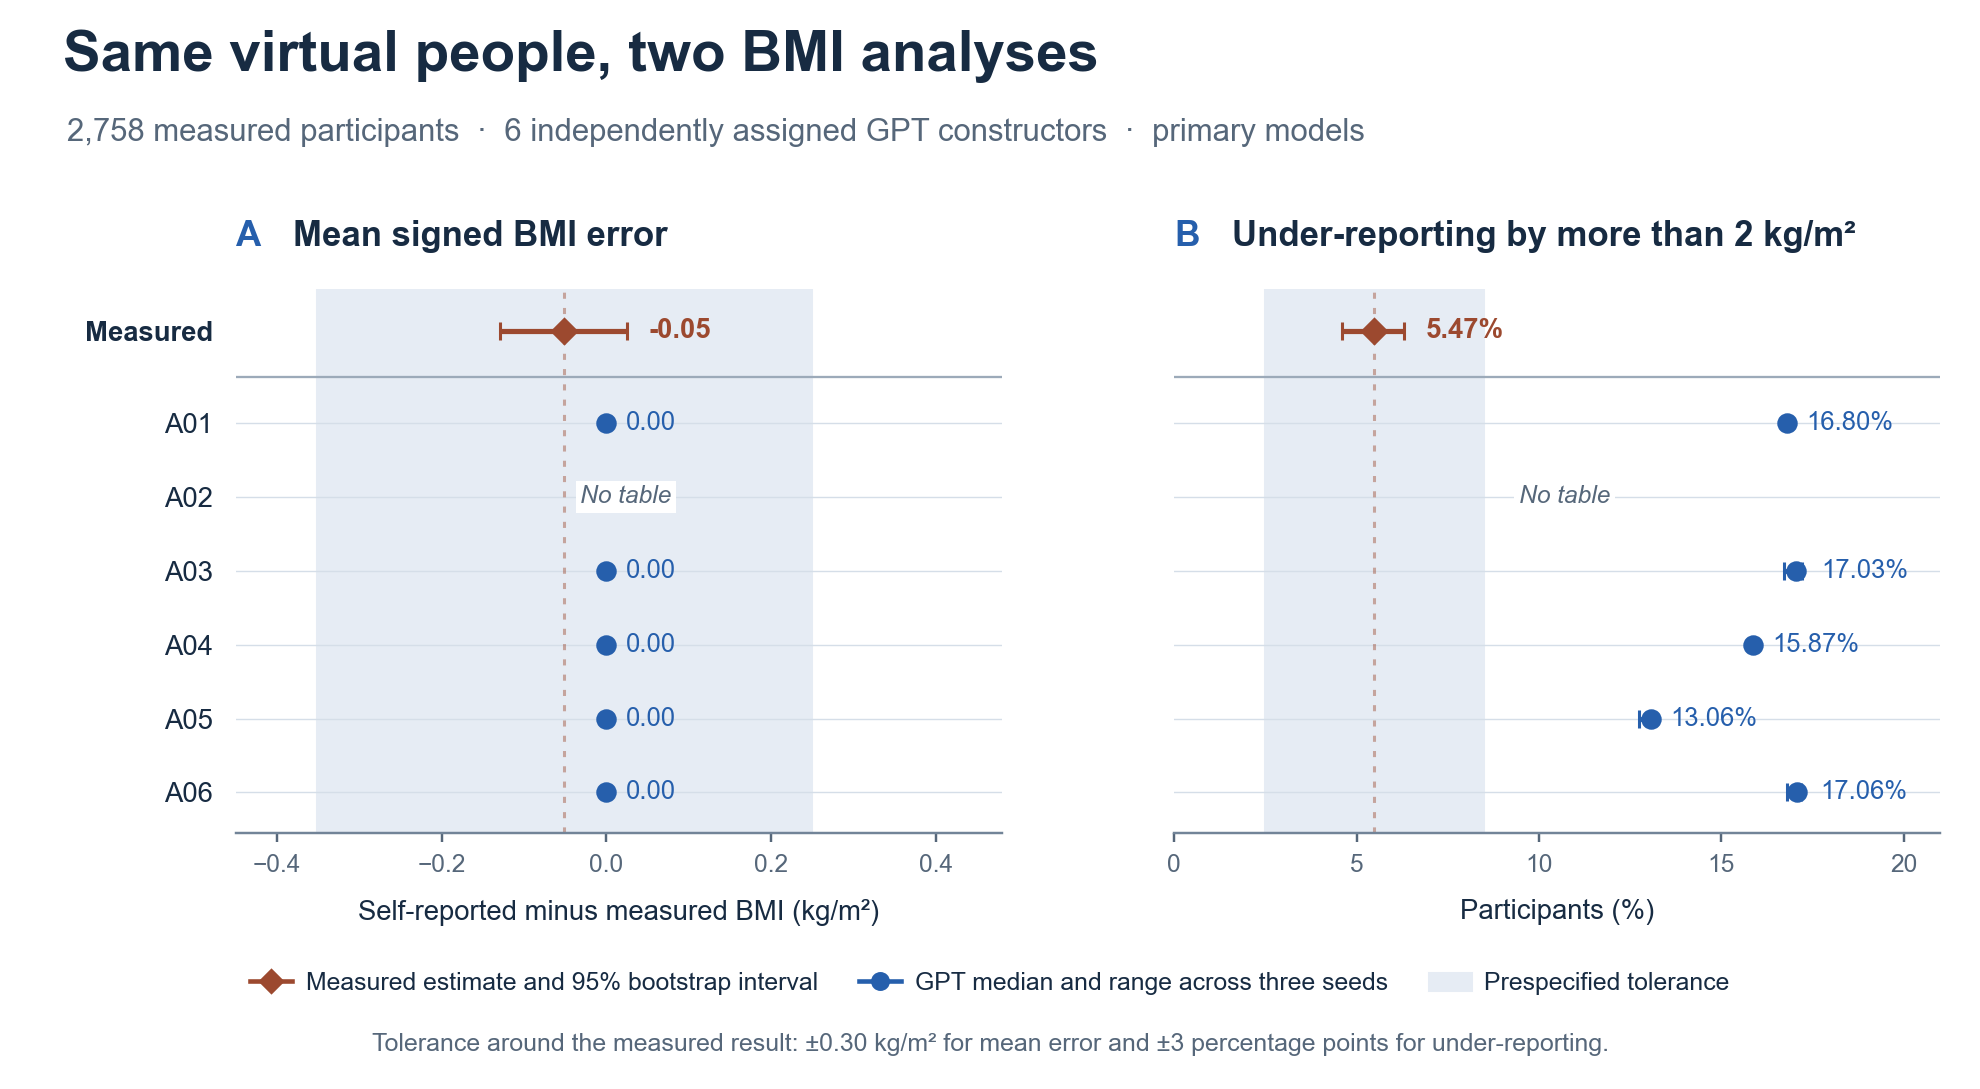 Same virtual people, two BMI analyses
2,758 measured participants · 6 independently assigned GPT constructors · primary models
A Mean signed BMI error
B Under-reporting by more than 2 kg/m²
Measured
-0.05
5.47%
A01
0.00
16.80%
A02
No table
No table
A03
0.00
17.03%
A04
0.00
15.87%
A05
0.00
13.06%
A06
0.00
17.06%
−0.4 −0.2 0.0 0.2 0.4
0 5 10 15 20
Self-reported minus measured BMI (kg/m²)
Participants (%)
Measured estimate and 95% bootstrap interval
GPT median and range across three seeds
Prespecified tolerance
Tolerance around the measured result: ±0.30 kg/m² for mean error and ±3 percentage points for under-reporting.